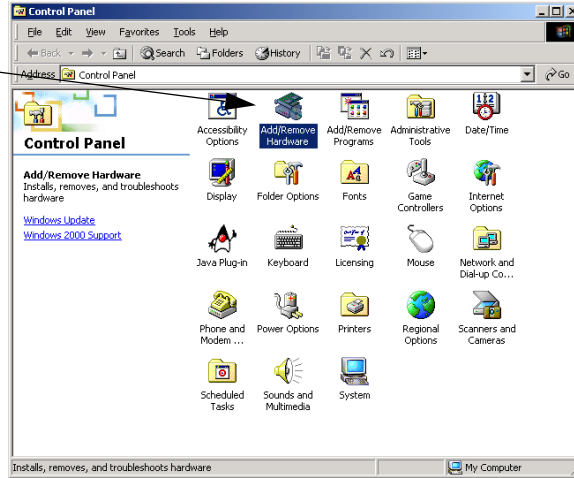 Control Panel
File Edit View Favorites Tools Help
Back Search Folders History
Address Control Panel Go
Control Panel
Add/Remove Hardware
Installs, removes, and troubleshoots
hardware
Windows Update
Windows 2000 Support
Accessibility
Options
Add/Remove
Hardware
Add/Remove
Programs
Administrative
Tools
Date/Time
Display
Folder Options
Fonts
Game
Controllers
Internet
Options
Java Plug-in
Keyboard
Licensing
Mouse
Network and
Dial-up Co...
Phone and
Modem ...
Power Options
Printers
Regional
Options
Scanners and
Cameras
Scheduled
Tasks
Sounds and
Multimedia
System
Installs, removes, and troubleshoots hardware
My Computer